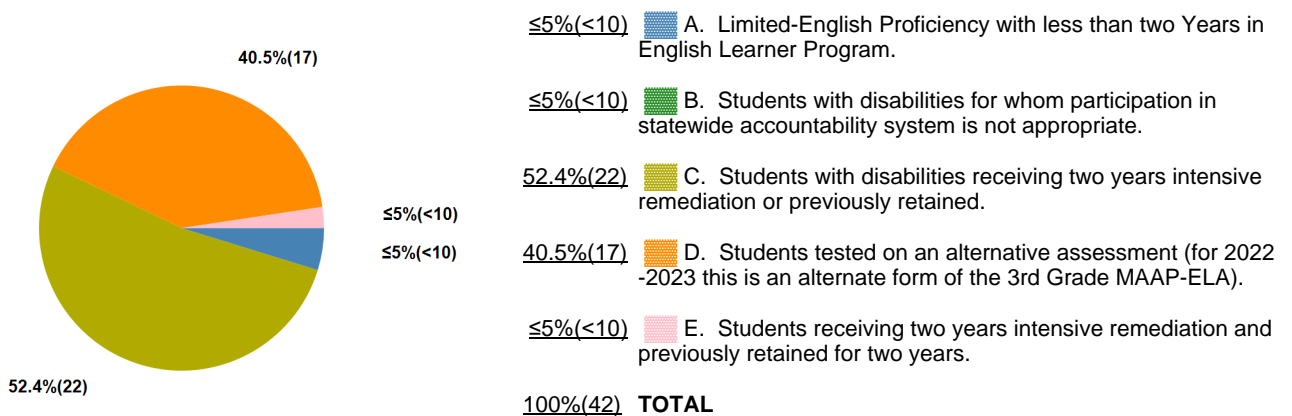 40.5%(17)
≤5%(<10)
≤5%(<10)
52.4%(22)
≤5%(<10) A. Limited-English Proficiency with less than two Years in
English Learner Program.
≤5%(<10) B. Students with disabilities for whom participation in
statewide accountability system is not appropriate.
52.4%(22) C. Students with disabilities receiving two years intensive
remediation or previously retained.
40.5%(17) D. Students tested on an alternative assessment (for 2022
-2023 this is an alternate form of the 3rd Grade MAAP-ELA).
≤5%(<10) E. Students receiving two years intensive remediation and
previously retained for two years.
100%(42) TOTAL